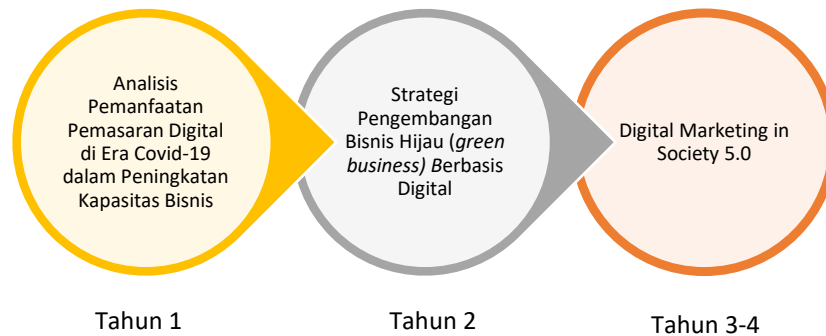 Analisis
Pemanfaatan
Pemasaran Digital
di Era Covid-19
dalam Peningkatan
Kapasitas Bisnis
Strategi
Pengembangan
Bisnis Hijau (green
business) Berbasis
Digital
Digital Marketing in
Society 5.0
Tahun 1
Tahun 2
Tahun 3-4